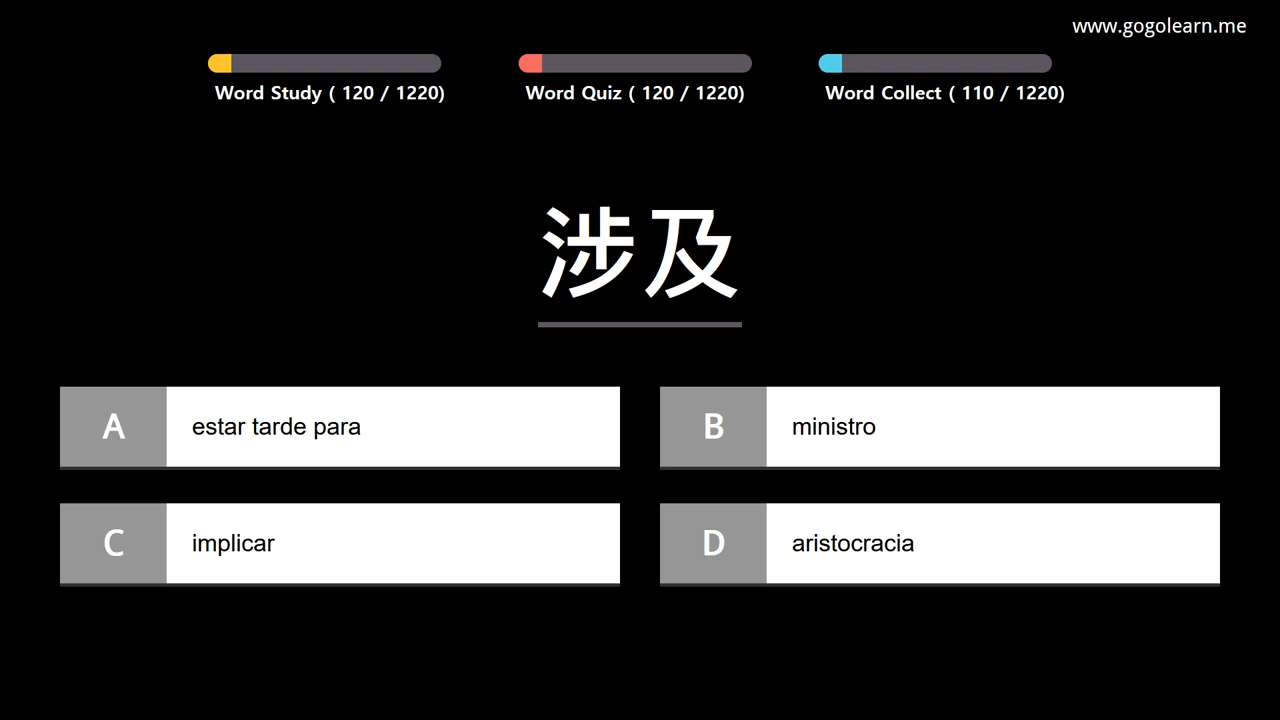 www.gogolearn.me
Word Study ( 120 / 1220)
Word Quiz ( 120 / 1220)
Word Collect ( 110 / 1220)
涉及
A estar tarde para
B ministro
C implicar
D aristocracia